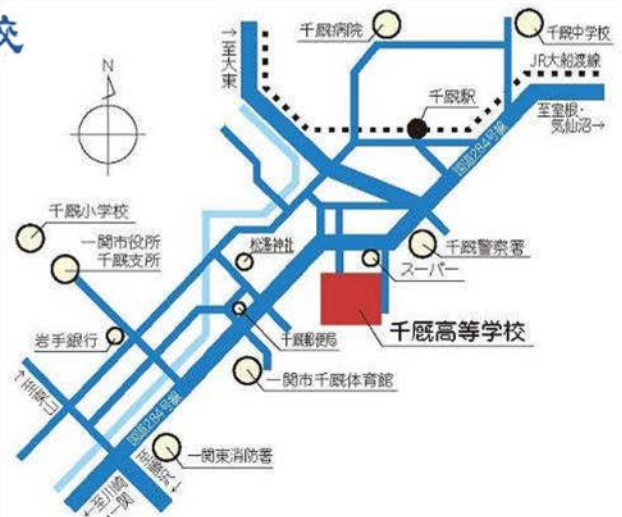 校
千厩病院
千厩中学校
→至大東
JR大船渡線
千厩駅
至室根・
気仙沼→
N
国道284号線
千厩小学校
一関市役所
千厩支所
松澤神社
千厩警察署
スーパー
岩手銀行
千厩郵便局
千厩高等学校
一関市千厩体育館
国道284号線
一関東消防署
←至川崎
一関